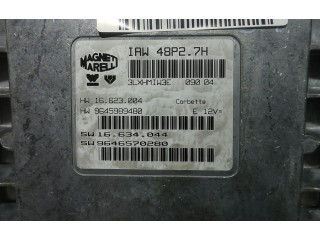 MAGNETI
MARELLI
IAW 48P2.7H
3LXHMIW3E 090 04
HW 16.623.004 Corbetta
HW 9645989480 E 12V=
SW 16.634.044
SW 9646570280